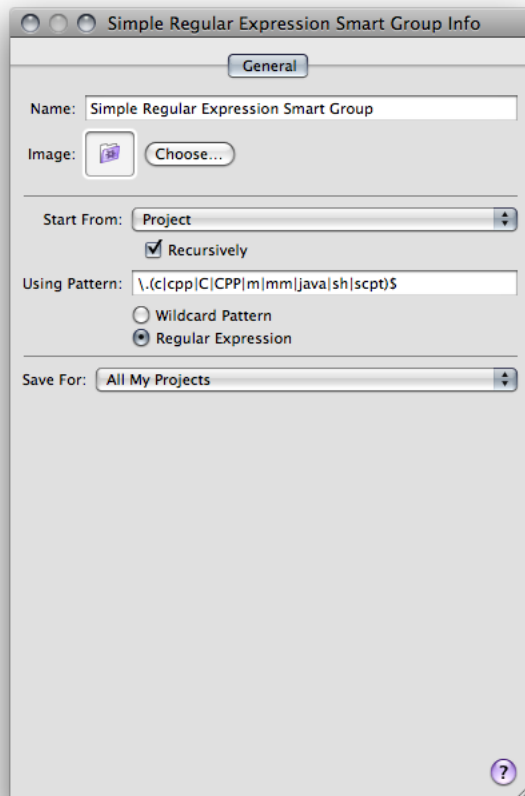 Simple Regular Expression Smart Group Info
General
Name: Simple Regular Expression Smart Group
Image: Choose...
Start From: Project
Recursively
Using Pattern: \.(c|cpp|C|CPP|m|mm|java|sh|scpt)$
Wildcard Pattern
Regular Expression
Save For: All My Projects
?